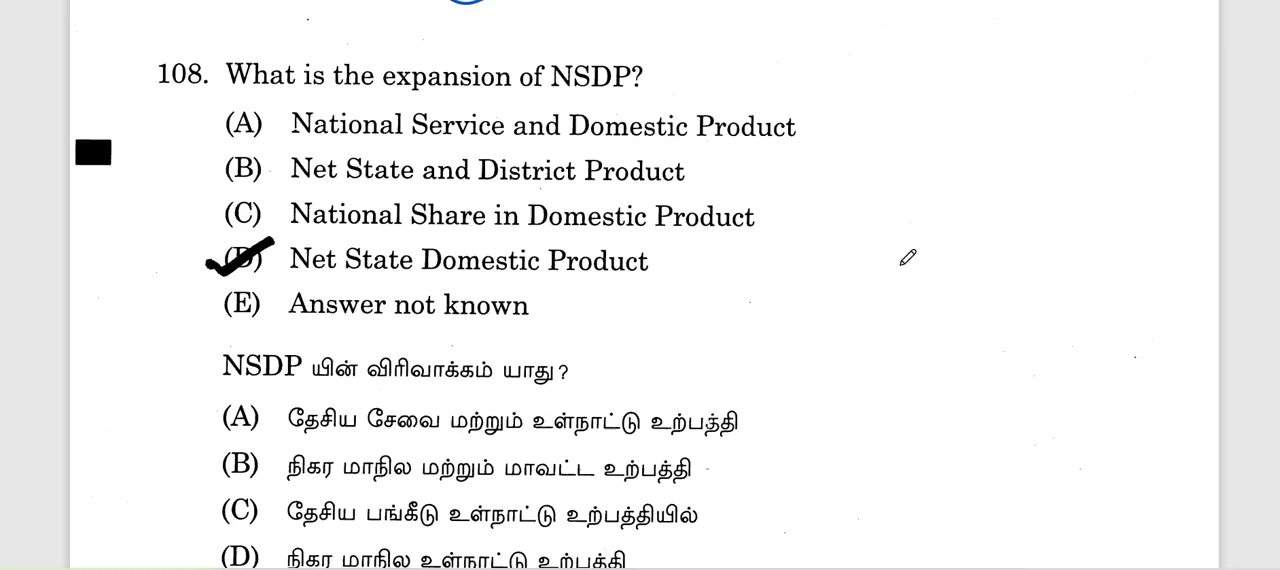 108. What is the expansion of NSDP?
(A) National Service and Domestic Product
(B) Net State and District Product
(C) National Share in Domestic Product
(D) Net State Domestic Product
(E) Answer not known
NSDP யின் விரிவாக்கம் யாது?
(A) தேசிய சேவை மற்றும் உள்நாட்டு உற்பத்தி
(B) நிகர மாநில மற்றும் மாவட்ட உற்பத்தி
(C) தேசிய பங்கீடு உள்நாட்டு உற்பத்தியில்
(D) நிகர மாநில உள்நாட்டு உற்பத்தி